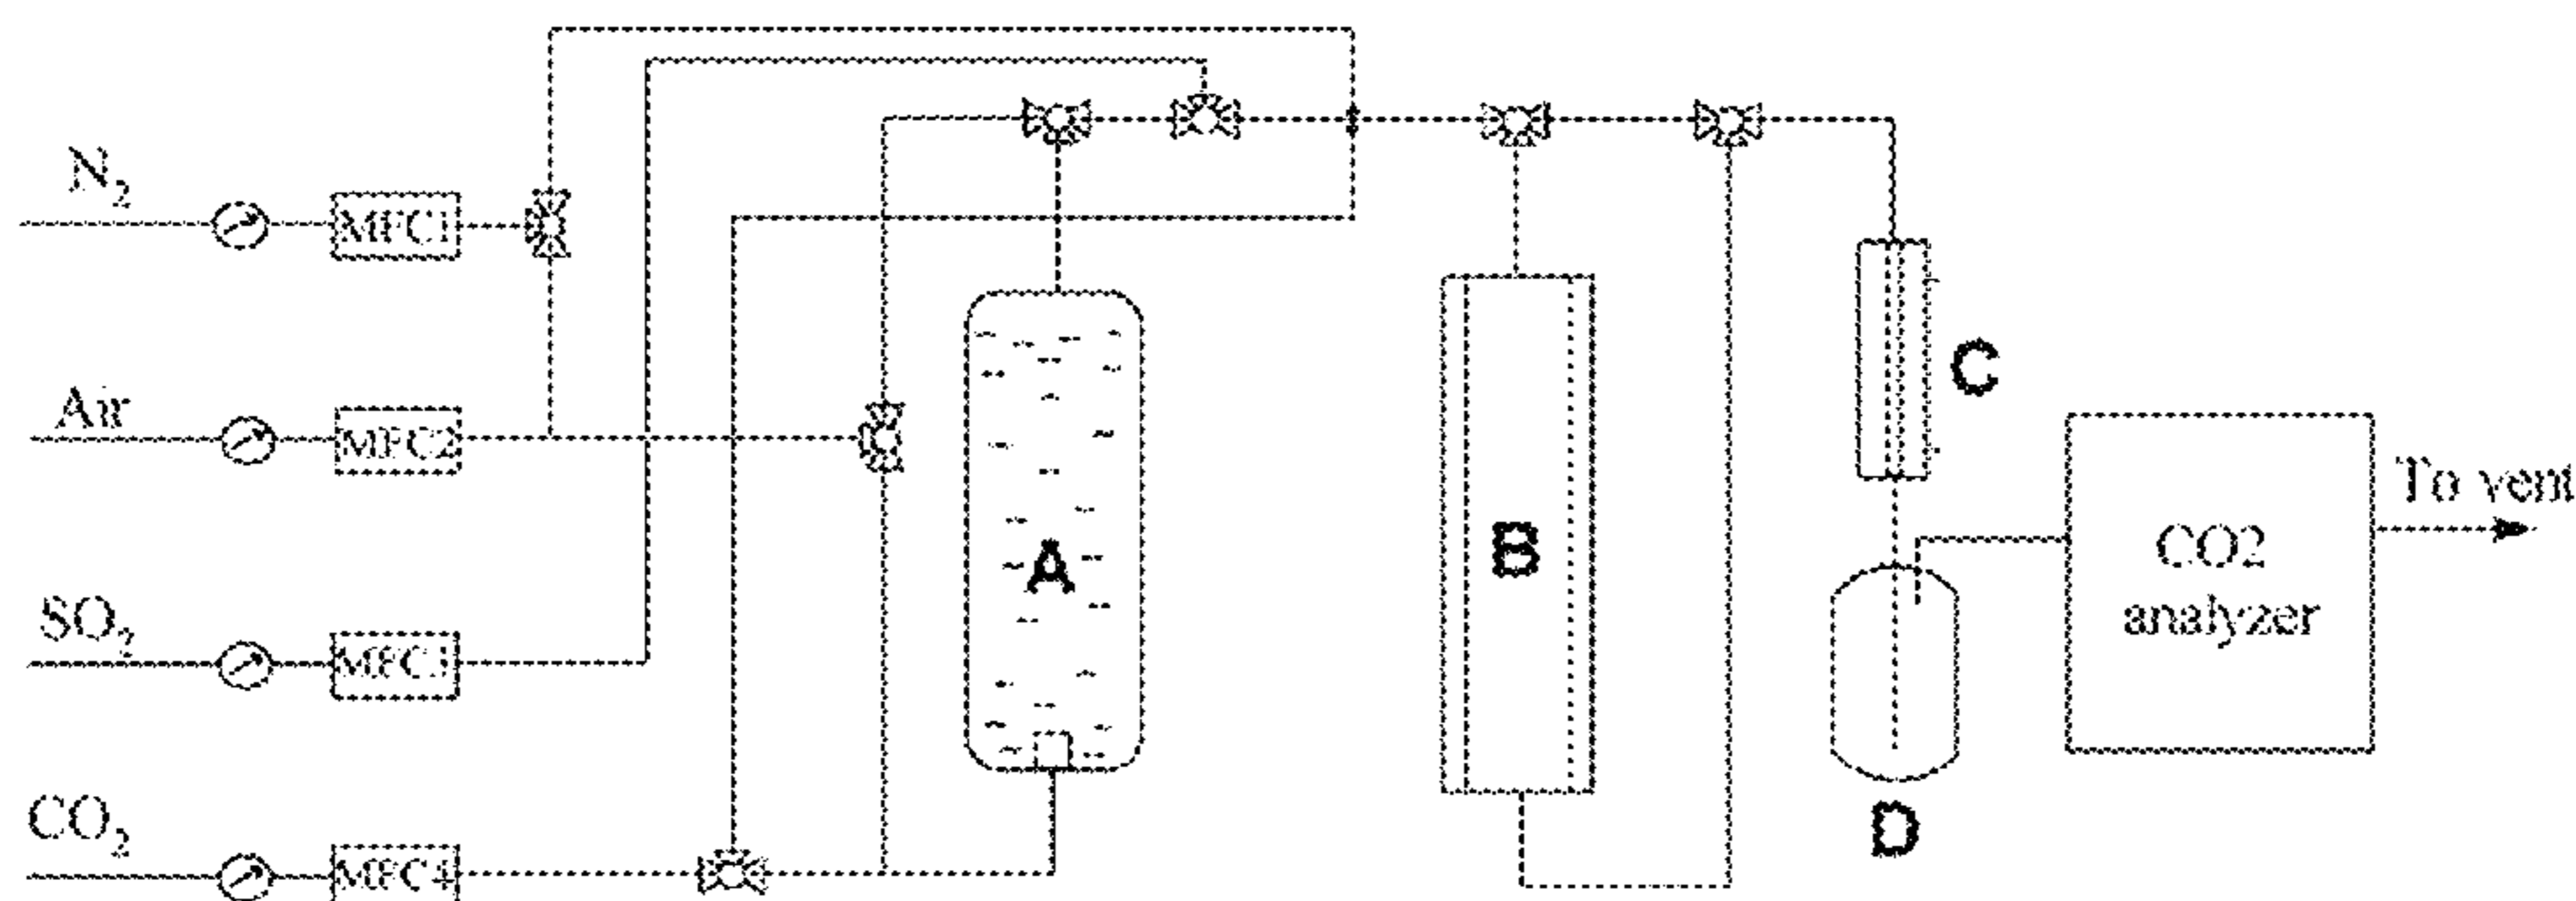 N₂
MFC1
Air
MFC2
SO₂
MFC3
CO₂
MFC4
A
B
C
D
CO2
analyzer
To vent